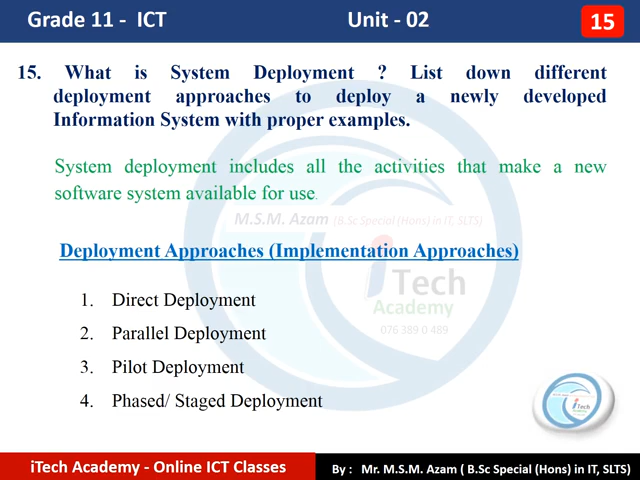 Grade 11 - ICT
Unit - 02
15
15. What is System Deployment ? List down different
deployment approaches to deploy a newly developed
Information System with proper examples.
System deployment includes all the activities that make a new
software system available for use.
M.S.M. Azam (B.Sc Special (Hons) in IT, SLTS)
Deployment Approaches (Implementation Approaches)
iTech
Academy
076 389 0 489
1. Direct Deployment
2. Parallel Deployment
3. Pilot Deployment
4. Phased/ Staged Deployment
iTech
Academy
iTech Academy - Online ICT Classes
By : Mr. M.S.M. Azam ( B.Sc Special (Hons) in IT, SLTS)